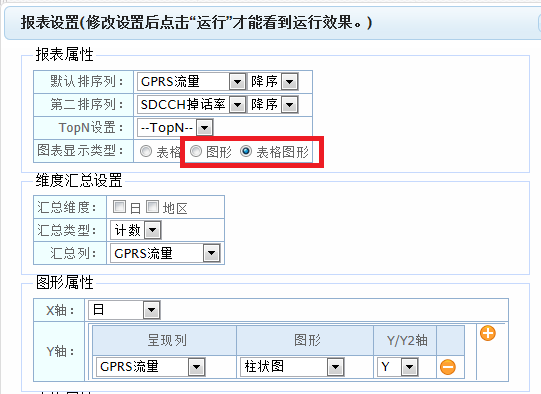 报表设置(修改设置后点击“运行”才能看到运行效果。)
报表属性
默认排序列： GPRS流量 降序
第二排序列： SDCCH掉话率 降序
TopN设置： --TopN--
图表显示类型： 表格 图形 表格图形
维度汇总设置
汇总维度： 日 地区
汇总类型： 计数
汇总列： GPRS流量
图形属性
X轴： 日
Y轴：
呈现列 图形 Y/Y2轴
GPRS流量 柱状图 Y